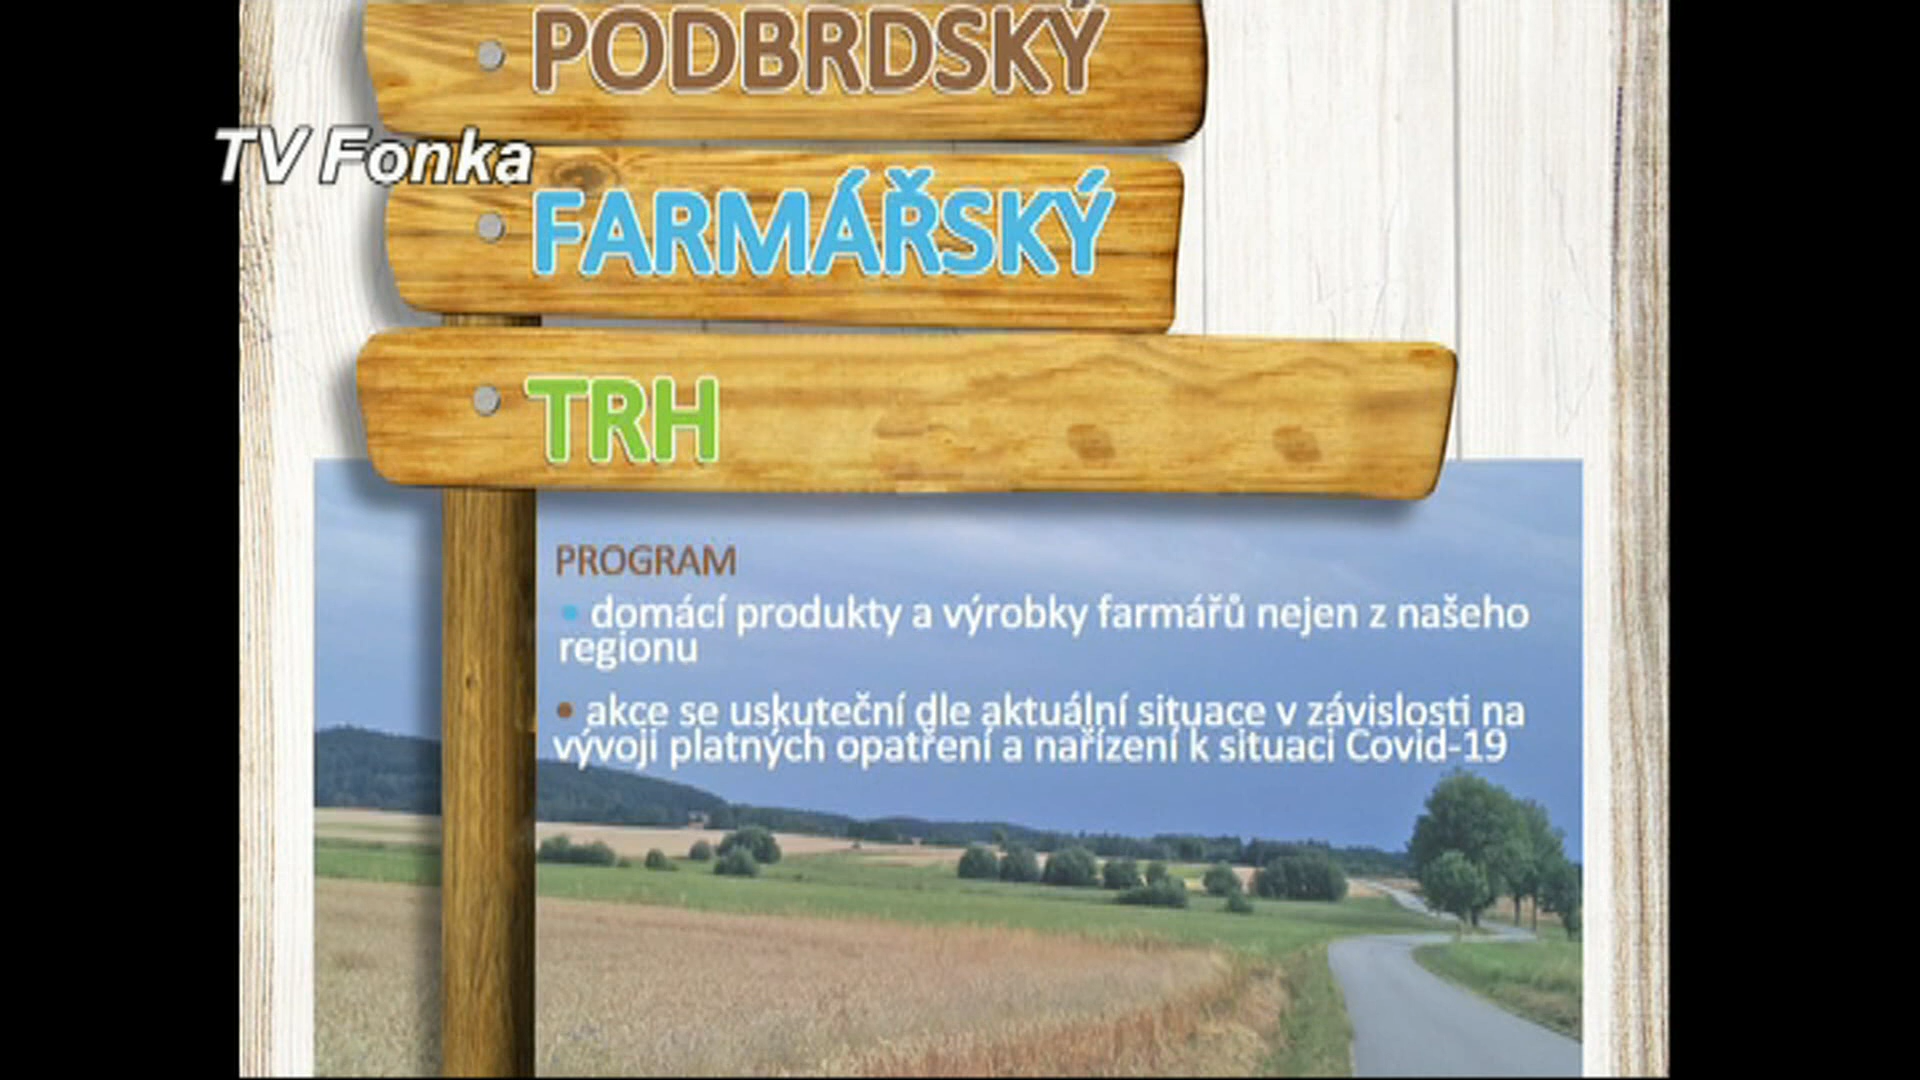 PODBRDSKÝ
TV Fonka
FARMÁŘSKÝ
TRH
PROGRAM
• domácí produkty a výrobky farmářů nejen z našeho
regionu
• akce se uskuteční dle aktuální situace v závislosti na
vývoji platných opatření a nařízení k situaci Covid-19